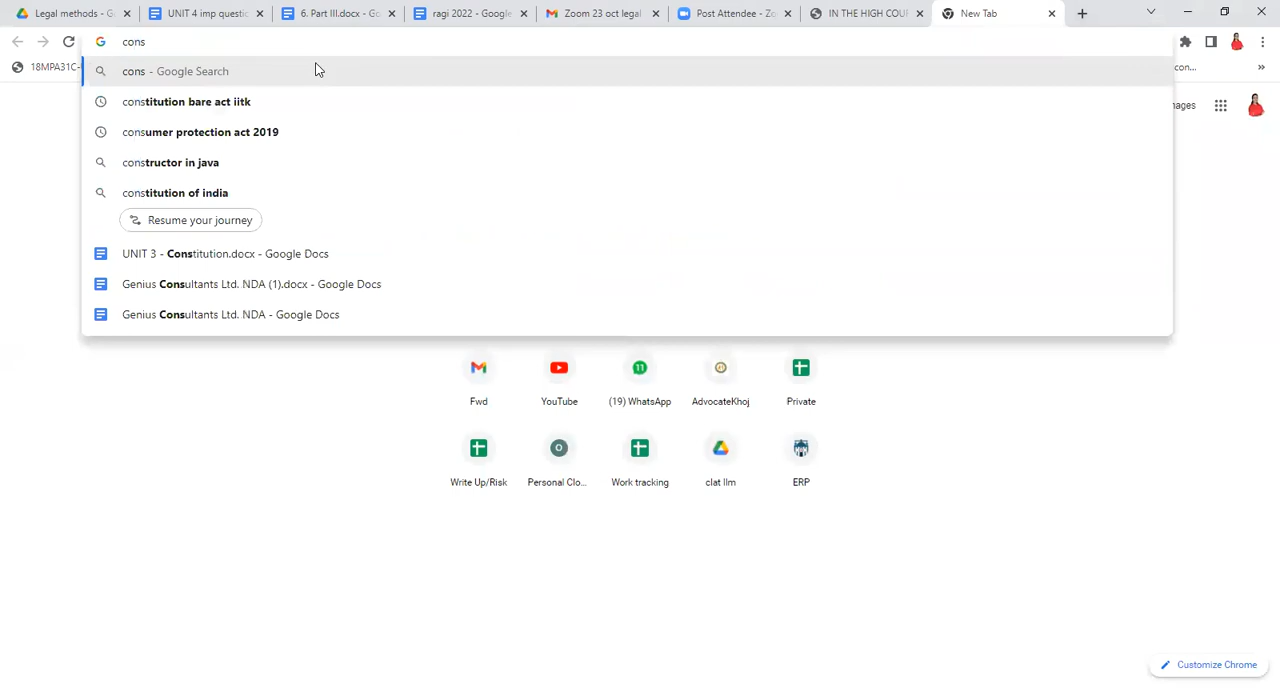 Legal methods - G
UNIT 4 imp questic
6. Part III.docx - Go
ragi 2022 - Google
Zoom 23 oct legal
Post Attendee - Zo
IN THE HIGH COU
New Tab
cons
18MPA31C-
cons - Google Search
con...
constitution bare act iitk
ages
consumer protection act 2019
constructor in java
constitution of india
Resume your journey
UNIT 3 - Constitution.docx - Google Docs
Genius Consultants Ltd. NDA (1).docx - Google Docs
Genius Consultants Ltd. NDA - Google Docs
11
Fwd
YouTube
(19) WhatsApp
AdvocateKhoj
Private
O
Write Up/Risk
Personal Clo...
Work tracking
clat llm
ERP
Customize Chrome